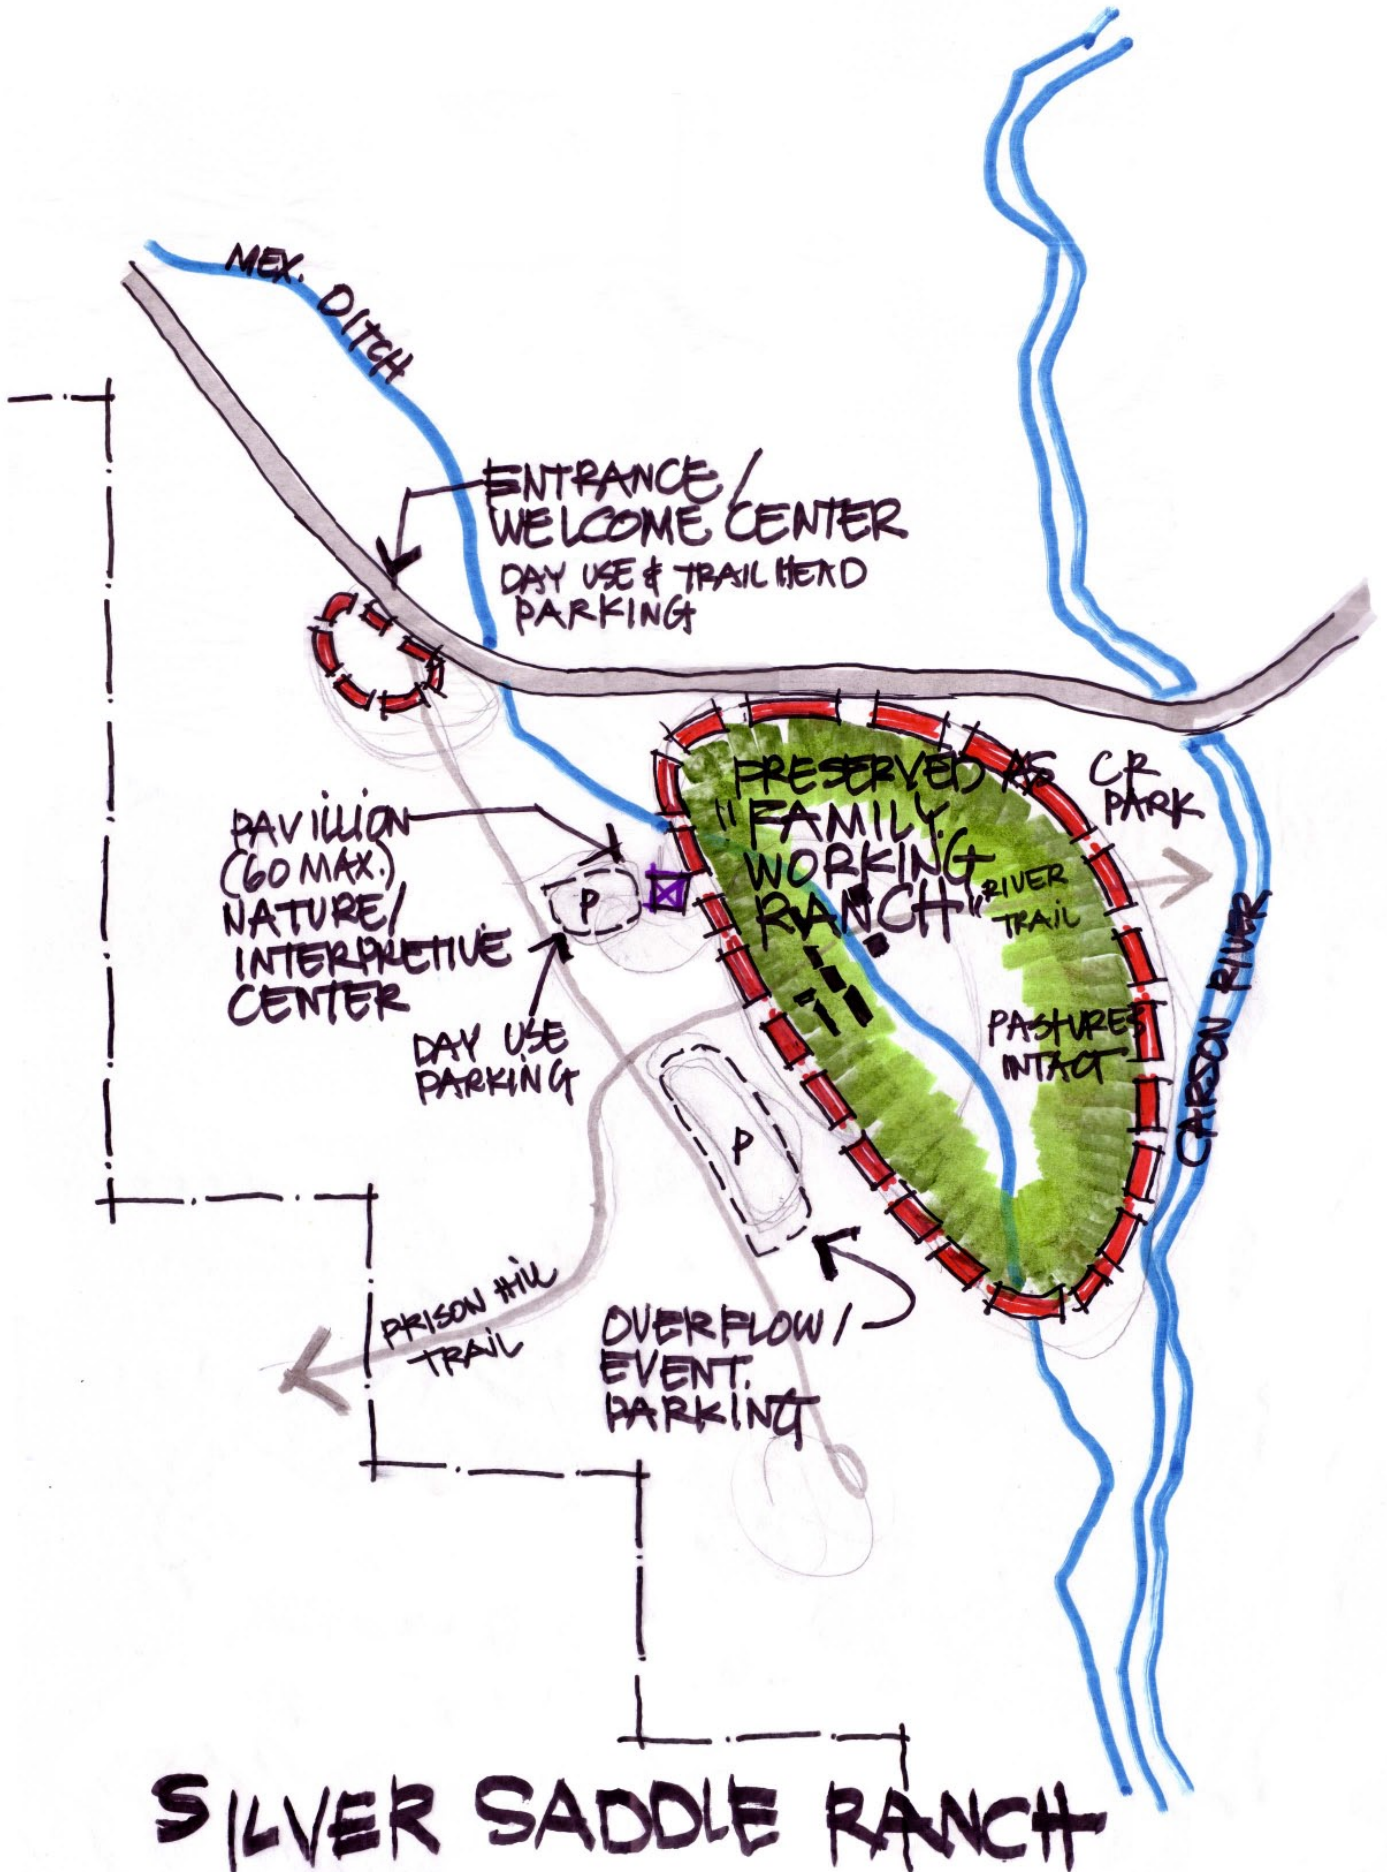 MEX. DITCH
ENTRANCE/
WELCOME CENTER
DAY USE & TRAIL HEAD
PARKING
PRESERVED AS
"FAMILY
WORKING
RANCH"
CR
PARK
RIVER
TRAIL
PAVILLION
(60 MAX.)
NATURE/
INTERPRETIVE
CENTER
P
DAY USE
PARKING
PASTURES
INTACT
CARSON RIVER
P
PRISON HILL
TRAIL
OVERFLOW/
EVENT.
PARKING
SILVER SADDLE RANCH